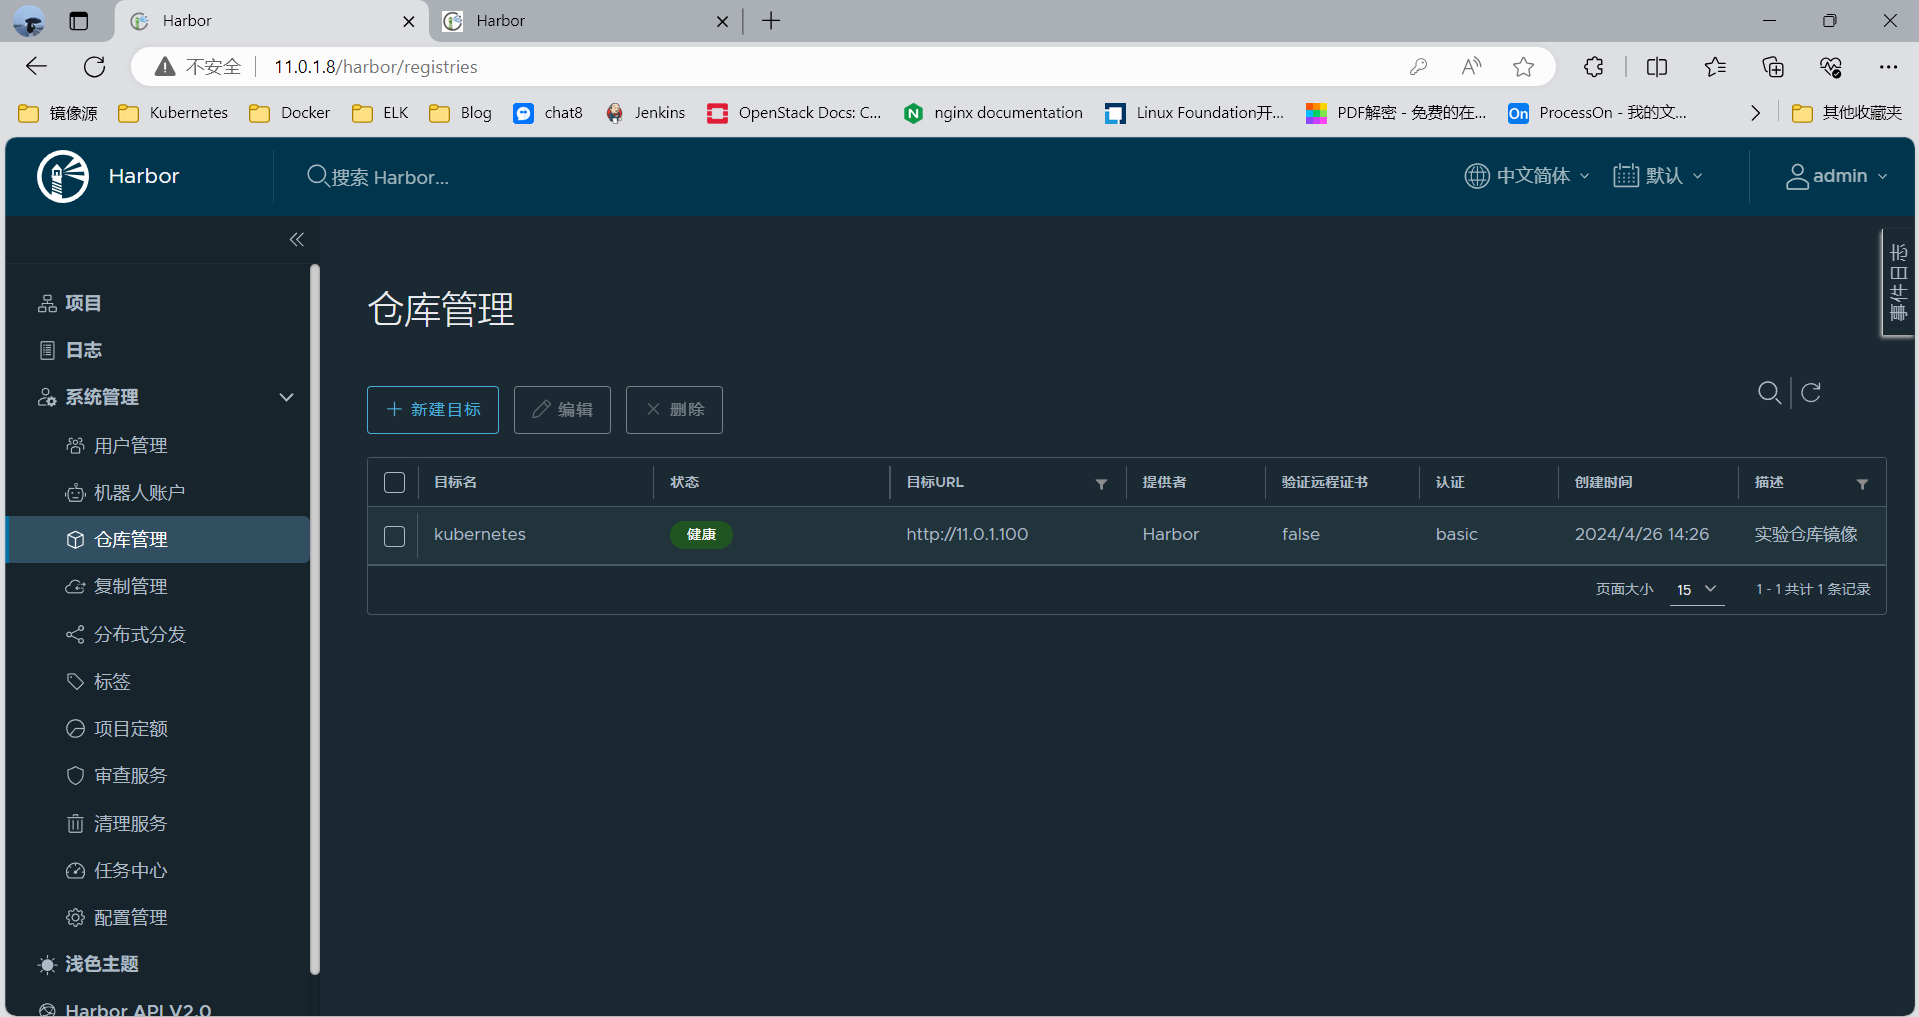 Harbor
Harbor
不安全
11.0.1.8/harbor/registries
镜像源
Kubernetes
Docker
ELK
Blog
chat8
Jenkins
OpenStack Docs: C...
nginx documentation
Linux Foundation开...
PDF解密 - 免费的在...
ProcessOn - 我的文...
其他收藏夹
Harbor
搜索 Harbor...
中文简体
默认
admin
事件日志
项目
日志
系统管理
用户管理
机器人账户
仓库管理
复制管理
分布式分发
标签
项目定额
审查服务
清理服务
任务中心
配置管理
浅色主题
Harbor API V2.0
仓库管理
新建目标
编辑
删除
目标名 状态 目标URL 提供者 验证远程证书 认证 创建时间 描述
kubernetes 健康 http://11.0.1.100 Harbor false basic 2024/4/26 14:26 实验仓库镜像
页面大小 15 1 - 1 共计 1 条记录